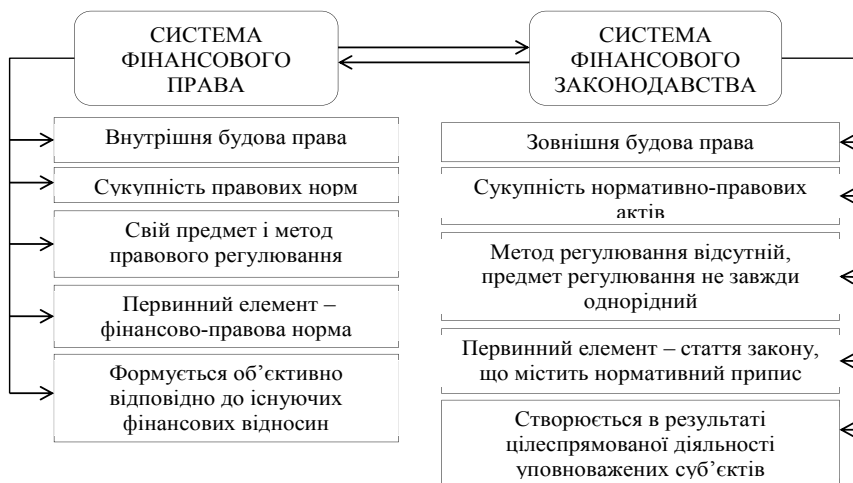 СИСТЕМА
ФІНАНСОВОГО
ПРАВА
Внутрішня будова права
Сукупність правових норм
Свій предмет і метод
правового регулювання
Первинний елемент –
фінансово-правова норма
Формується об’єктивно
відповідно до існуючих
фінансових відносин
СИСТЕМА
ФІНАНСОВОГО
ЗАКОНОДАВСТВА
Зовнішня будова права
Сукупність нормативно-правових
актів
Метод регулювання відсутній,
предмет регулювання не завжди
однорідний
Первинний елемент – стаття закону,
що містить нормативний припис
Створюється в результаті
цілеспрямованої діяльності
уповноважених суб’єктів